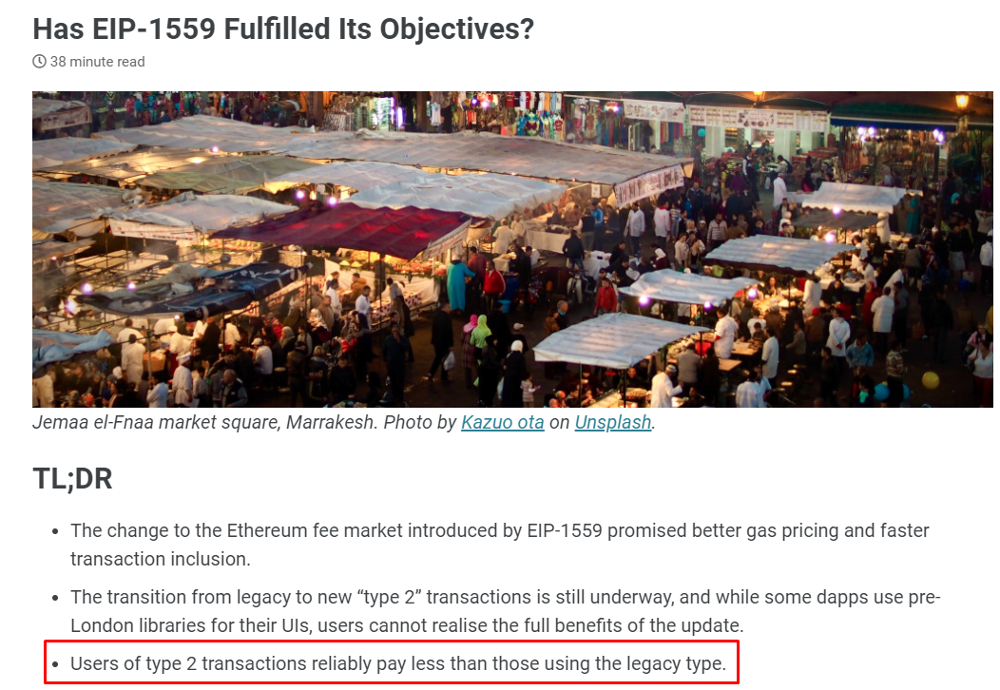 Has EIP-1559 Fulfilled Its Objectives?
38 minute read
Jemaa el-Fnaa market square, Marrakesh. Photo by Kazuo ota on Unsplash.
TL;DR
• The change to the Ethereum fee market introduced by EIP-1559 promised better gas pricing and faster
transaction inclusion.
• The transition from legacy to new “type 2” transactions is still underway, and while some dapps use pre-
London libraries for their UIs, users cannot realise the full benefits of the update.
• Users of type 2 transactions reliably pay less than those using the legacy type.